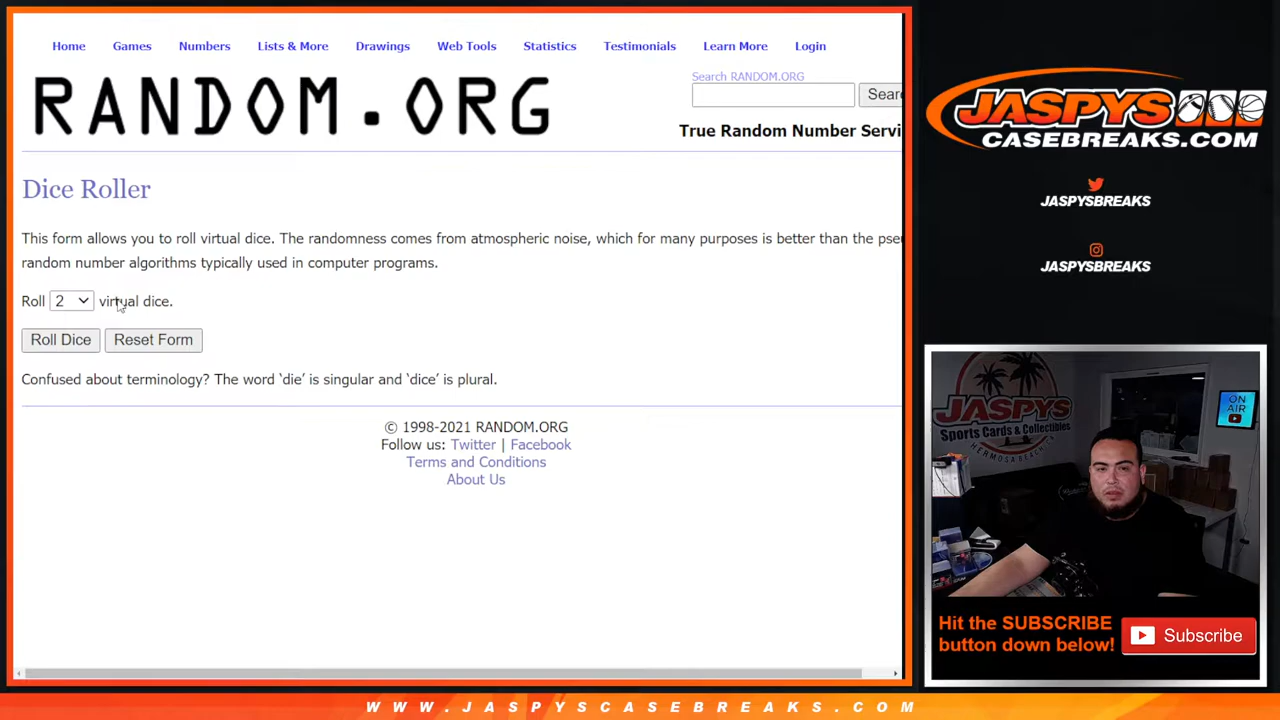 Home Games Numbers Lists & More Drawings Web Tools Statistics Testimonials Learn More Login
RANDOM.ORG
Search RANDOM.ORG
Sear
True Random Number Servi
Dice Roller
This form allows you to roll virtual dice. The randomness comes from atmospheric noise, which for many purposes is better than the pse
random number algorithms typically used in computer programs.
Roll 2 virtual dice.
Roll Dice Reset Form
Confused about terminology? The word 'die' is singular and 'dice' is plural.
© 1998-2021 RANDOM.ORG
Follow us: Twitter | Facebook
Terms and Conditions
About Us
JASPYS
CASEBREAKS.COM
JASPYSBREAKS
JASPYSBREAKS
JASPYS
Sports Cards & Collectibles
HERMOSA BEACH, CA
ON
AIR
Hit the SUBSCRIBE
button down below!
Subscribe
WWW.JASPYSCASEBREAKS.COM